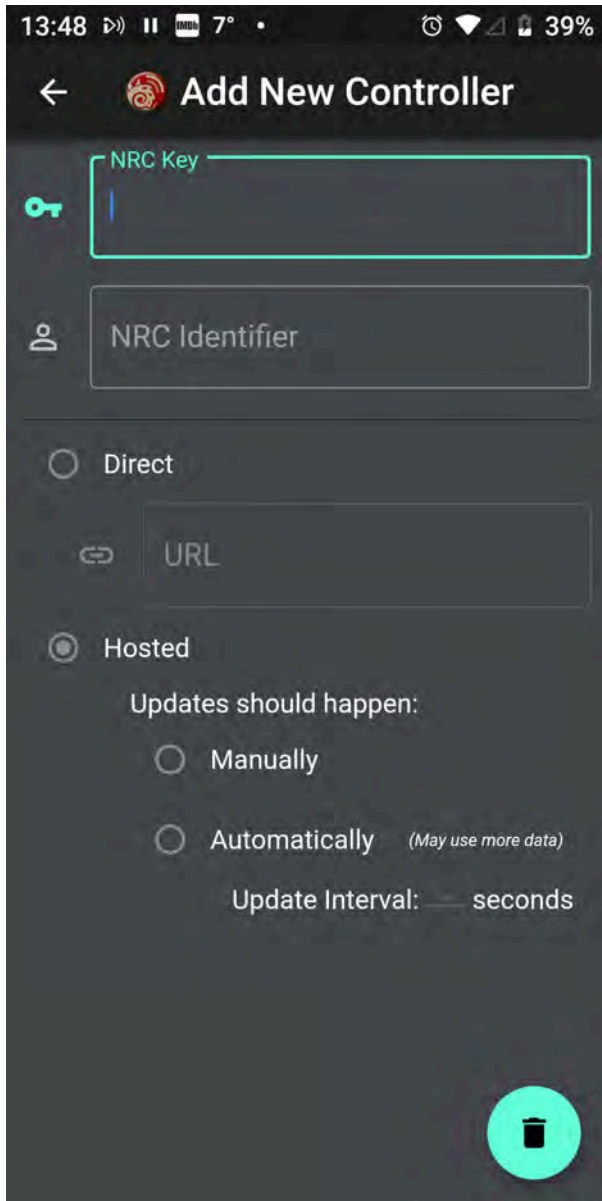 13:48 IMDb 7° • 39%
Add New Controller
NRC Key
NRC Identifier
Direct
URL
Hosted
Updates should happen:
Manually
Automatically (May use more data)
Update Interval: seconds